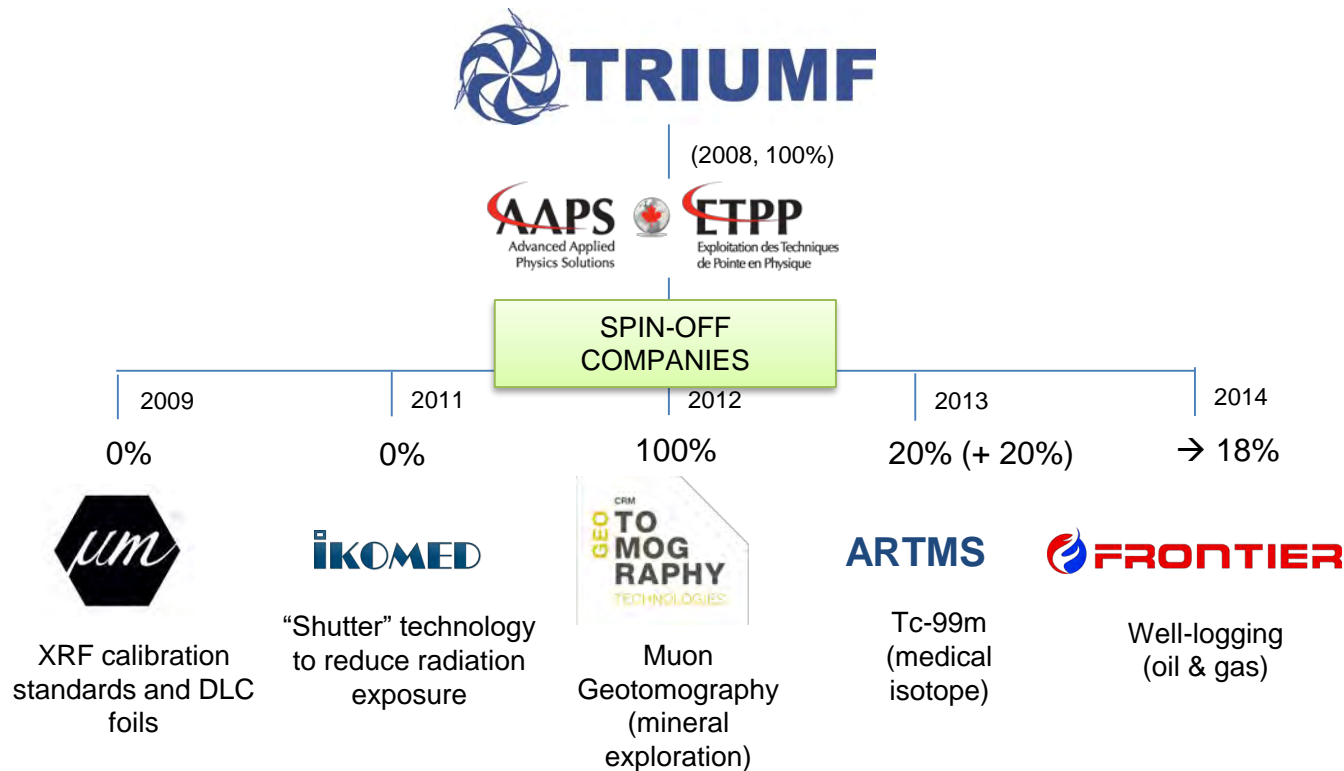 TRIUMF
(2008, 100%)
AAPS
Advanced Applied
Physics Solutions
ETPP
Exploitation des Techniques
de Pointe en Physique
SPIN-OFF
COMPANIES
2009
2011
2012
2013
2014
0%
0%
100%
20% (+ 20%)
→ 18%
µm
iKOMED
CRM
GEO
TO
MOG
RAPHY
TECHNOLOGIES
ARTMS
FRONTIER
XRF calibration
standards and DLC
foils
“Shutter” technology
to reduce radiation
exposure
Muon
Geotomography
(mineral
exploration)
Tc-99m
(medical
isotope)
Well-logging
(oil & gas)